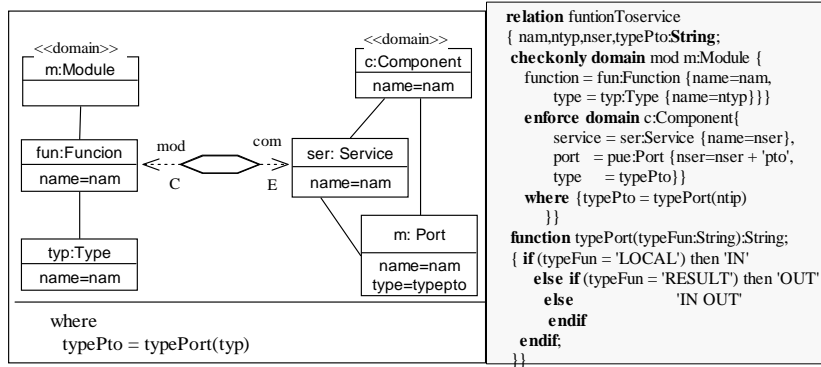 <<domain>>
m:Module
<<domain>>
c:Component
name=nam
fun:Funcion
name=nam
mod
com
C
E
ser: Service
name=nam
typ:Type
name=nam
m: Port
name=nam
type=typepto
where
typePto = typePort(typ)
relation funtionToservice
{ nam,ntyp,nser,typePto:String;
checkonly domain mod m:Module {
function = fun:Function {name=nam,
type = typ:Type {name=ntyp}}}
enforce domain c:Component{
service = ser:Service {name=nser},
port = pue:Port {nser=nser + 'pto',
type = typePto}}
where {typePto = typePort(ntip)
}}
function typePort(typeFun:String):String;
{ if (typeFun = 'LOCAL') then 'IN'
else if (typeFun = 'RESULT') then 'OUT'
else 'IN OUT'
endif
endif;
}}